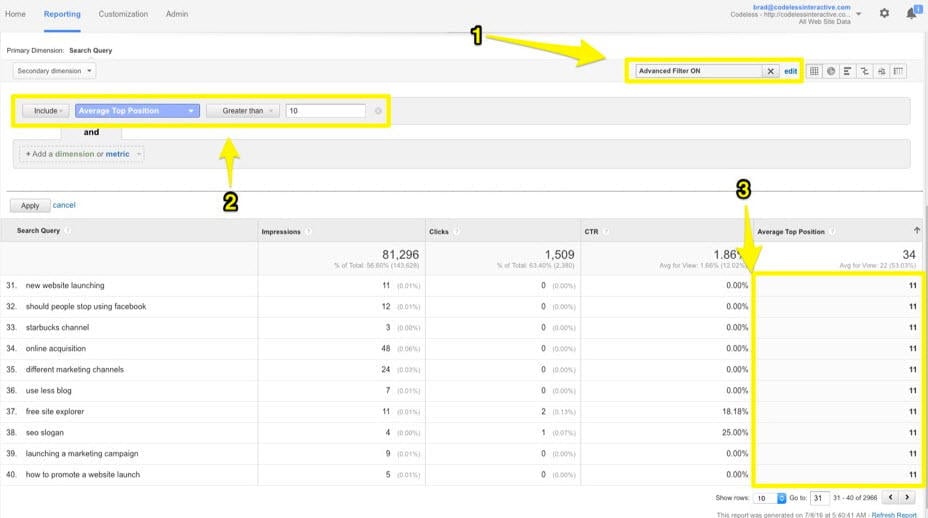 Home Reporting Customization Admin
brad@codelessinteractive.com
Codeless - http://codelessinteractive.co...
All Web Site Data
1
1
Primary Dimension: Search Query
Secondary dimension
Advanced Filter ON edit
Include Average Top Position Greater than 10
and
+ Add a dimension or metric
2
3
Apply cancel
Search Query Impressions Clicks CTR Average Top Position
81,296 1,509 1.86% 34
% of Total: 56.60% (143,628) % of Total: 63.40% (2,380) Avg for View: 1.66% (12.02%) Avg for View: 22 (53.03%)
31. new website launching 11 (0.01%) 0 (0.00%) 0.00% 11
32. should people stop using facebook 12 (0.01%) 0 (0.00%) 0.00% 11
33. starbucks channel 3 (0.00%) 0 (0.00%) 0.00% 11
34. online acquisition 48 (0.06%) 0 (0.00%) 0.00% 11
35. different marketing channels 24 (0.03%) 0 (0.00%) 0.00% 11
36. use less blog 7 (0.01%) 0 (0.00%) 0.00% 11
37. free site explorer 11 (0.01%) 2 (0.13%) 18.18% 11
38. seo slogan 4 (0.00%) 1 (0.07%) 25.00% 11
39. launching a marketing campaign 9 (0.01%) 0 (0.00%) 0.00% 11
40. how to promote a website launch 5 (0.01%) 0 (0.00%) 0.00% 11
Show rows: 10 Go to: 31 31 - 40 of 2966
This report was generated on 7/4/16 at 5:40:41 AM - Refresh Report